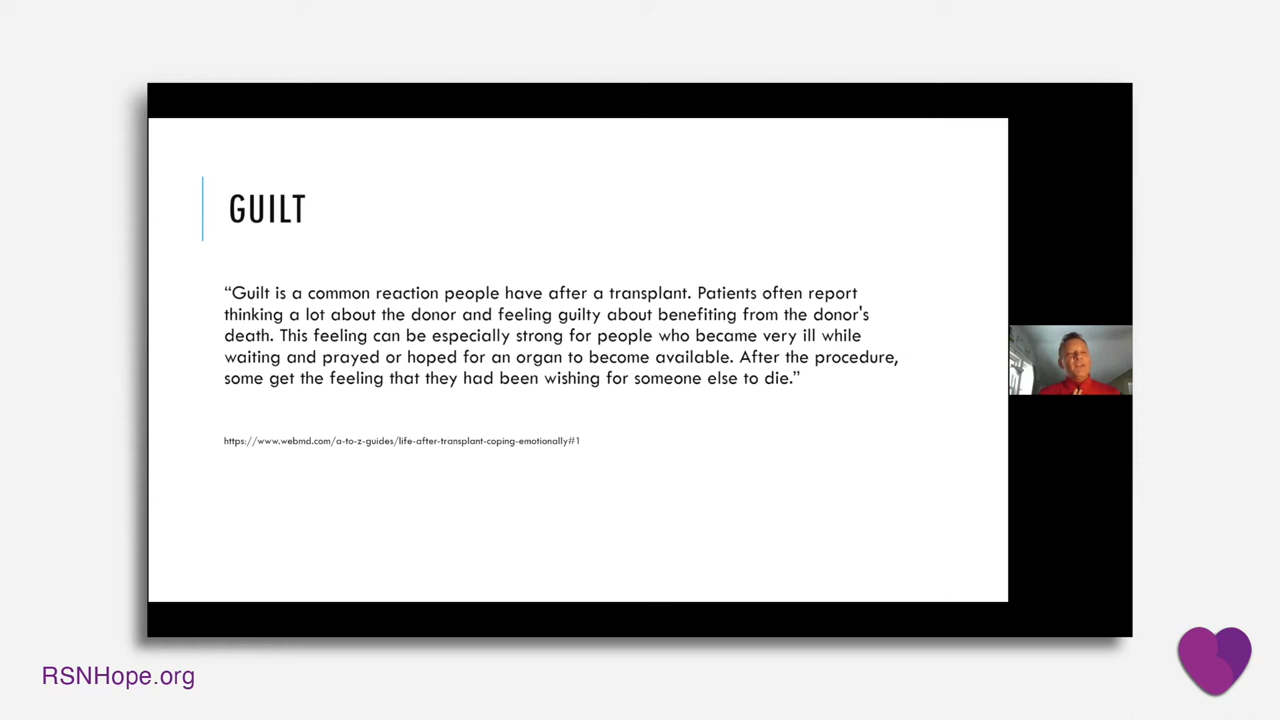 GUILT
“Guilt is a common reaction people have after a transplant. Patients often report
thinking a lot about the donor and feeling guilty about benefiting from the donor's
death. This feeling can be especially strong for people who became very ill while
waiting and prayed or hoped for an organ to become available. After the procedure,
some get the feeling that they had been wishing for someone else to die.”
https://www.webmd.com/a-to-z-guides/life-after-transplant-coping-emotionally#1
RSNHope.org